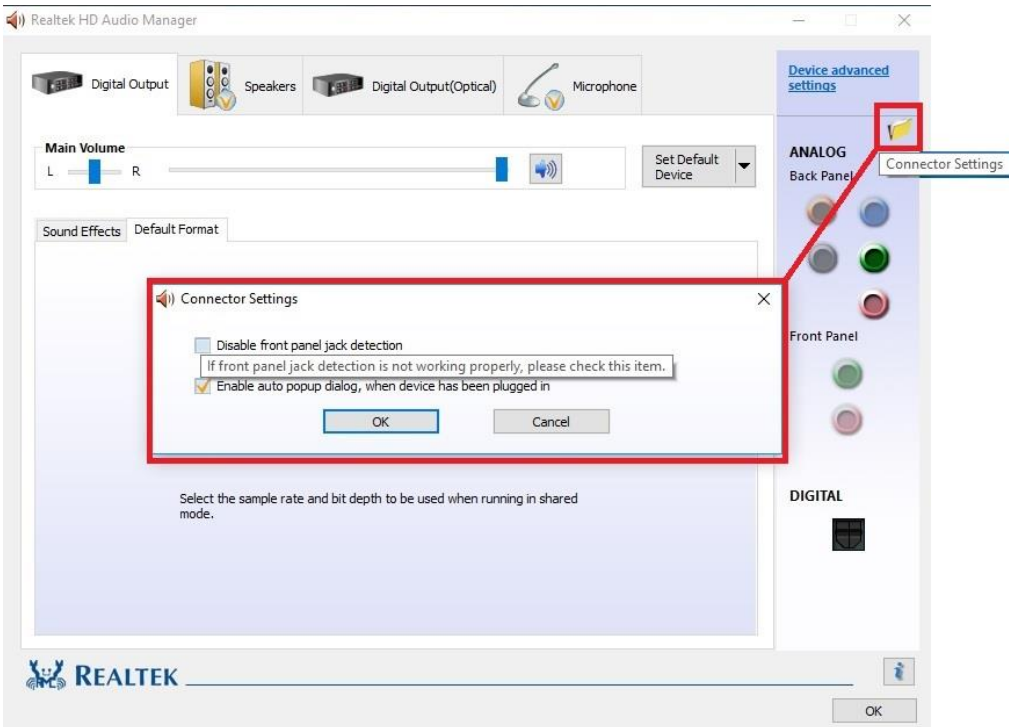 Realtek HD Audio Manager
Digital Output
Speakers
Digital Output(Optical)
Microphone
Device advanced
settings
Main Volume
L
R
Set Default
Device
ANALOG
Connector Settings
Back Panel
Sound Effects
Default Format
Connector Settings
Disable front panel jack detection
If front panel jack detection is not working properly, please check this item.
Enable auto popup dialog, when device has been plugged in
OK
Cancel
Front Panel
Select the sample rate and bit depth to be used when running in shared
mode.
DIGITAL
REALTEK
i
OK